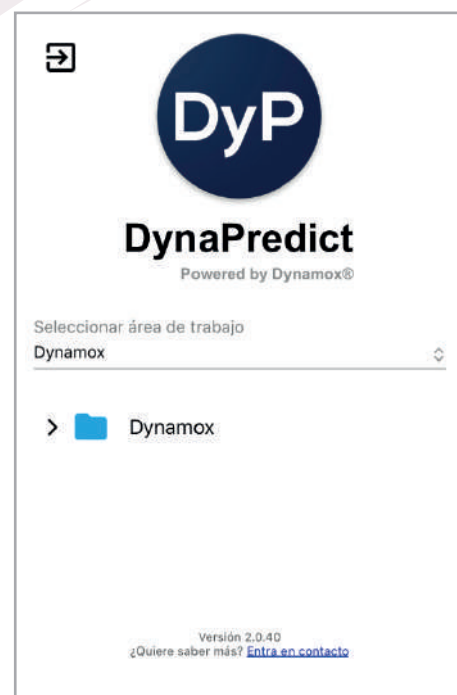 DyP
DynaPredict
Powered by Dynamox®
Seleccionar área de trabajo
Dynamox
Dynamox
Versión 2.0.40
¿Quiere saber más? Entra en contacto